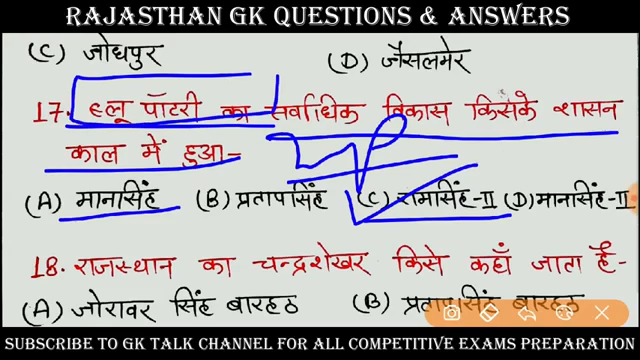 RAJASTHAN GK QUESTIONS & ANSWERS
(C) जोधपुर (D) जैसलमेर
17. ब्लू पॉटरी का सर्वाधिक विकास किसके शासन
काल में हुआ-
(A) मानसिंह (B) प्रतापसिंह (C) रामसिंह-II (D) मानसिंह-II
18. राजस्थान का चन्द्रशेखर किसे कहाँ जाता है-
(A) जोरावर सिंह बारहठ (B) प्रताप सिंह बारहठ
SUBSCRIBE TO GK TALK CHANNEL FOR ALL COMPETITIVE EXAMS PREPARATION